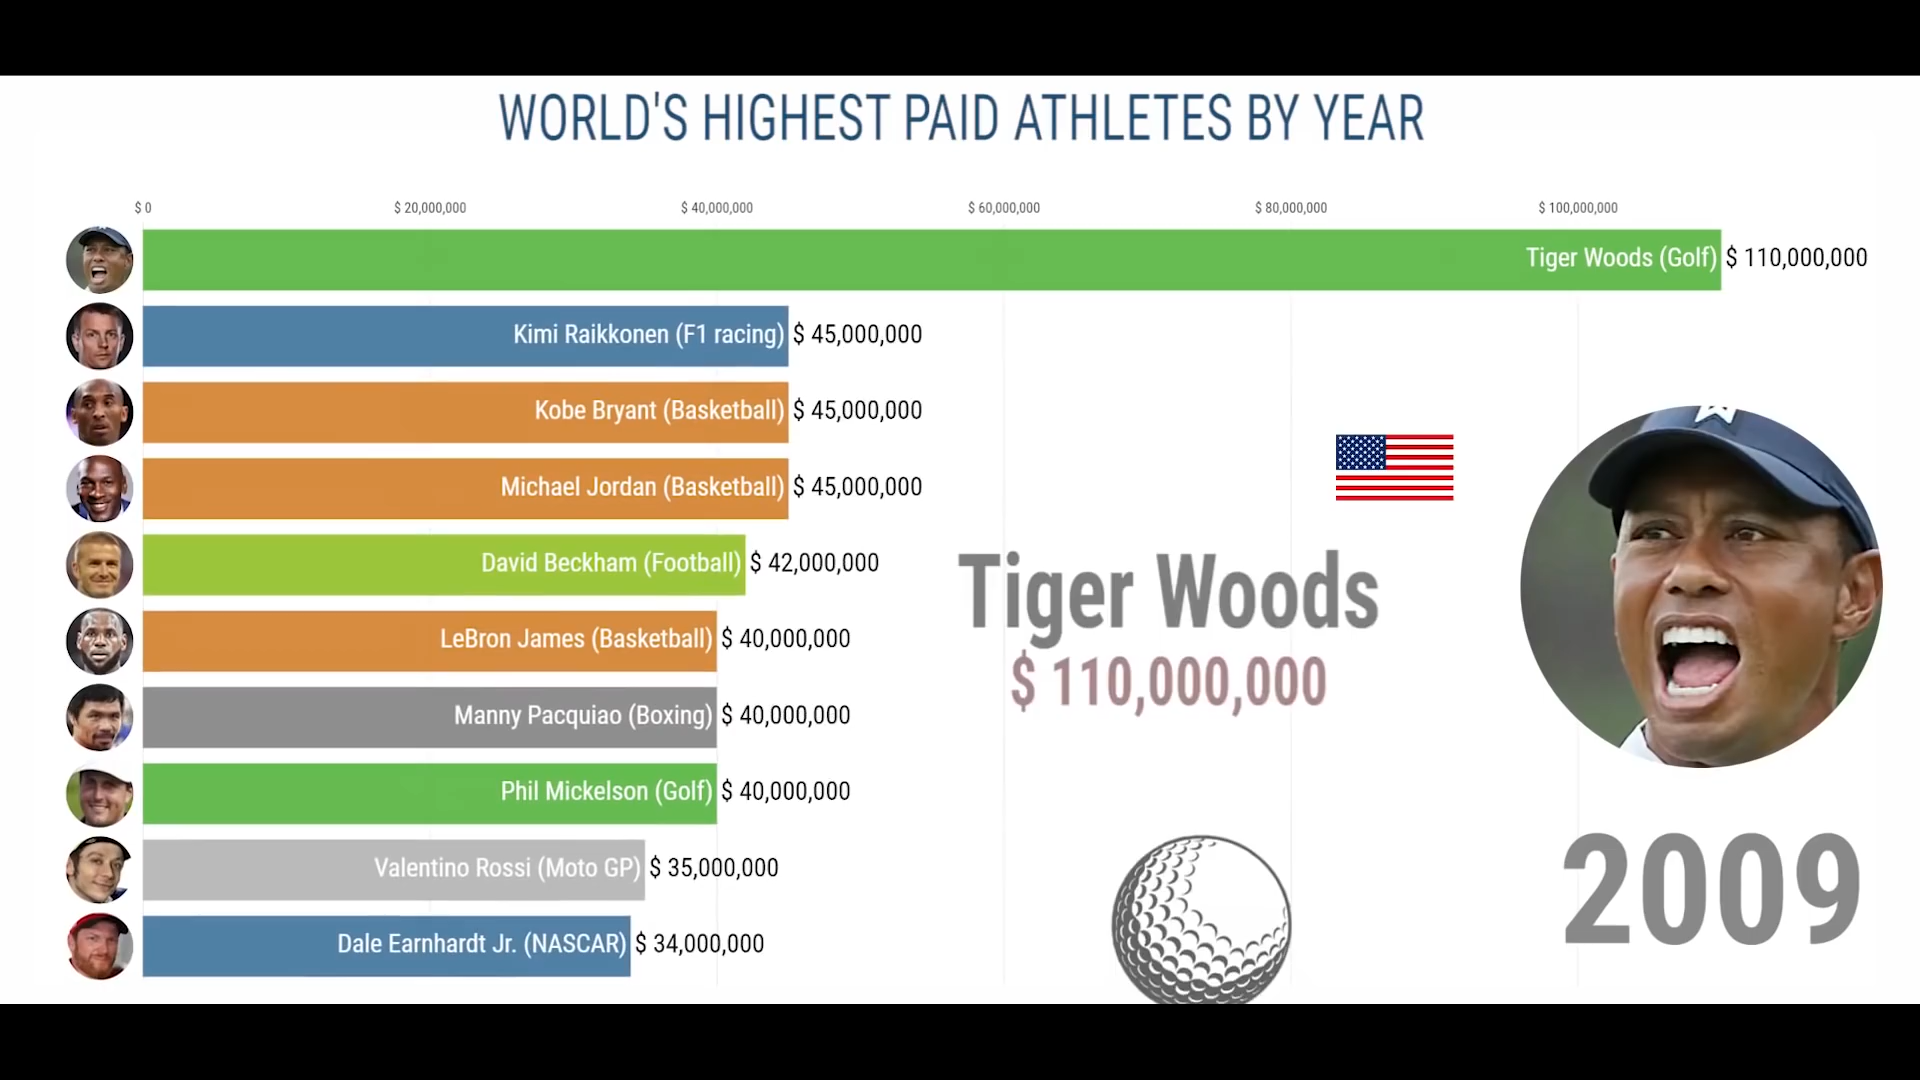 WORLD'S HIGHEST PAID ATHLETES BY YEAR
$ 0 $ 20,000,000 $ 40,000,000 $ 60,000,000 $ 80,000,000 $ 100,000,000
Tiger Woods (Golf) $ 110,000,000
Kimi Raikkonen (F1 racing) $ 45,000,000
Kobe Bryant (Basketball) $ 45,000,000
Michael Jordan (Basketball) $ 45,000,000
David Beckham (Football) $ 42,000,000
LeBron James (Basketball) $ 40,000,000
Manny Pacquiao (Boxing) $ 40,000,000
Phil Mickelson (Golf) $ 40,000,000
Valentino Rossi (Moto GP) $ 35,000,000
Dale Earnhardt Jr. (NASCAR) $ 34,000,000
Tiger Woods
$ 110,000,000
2009